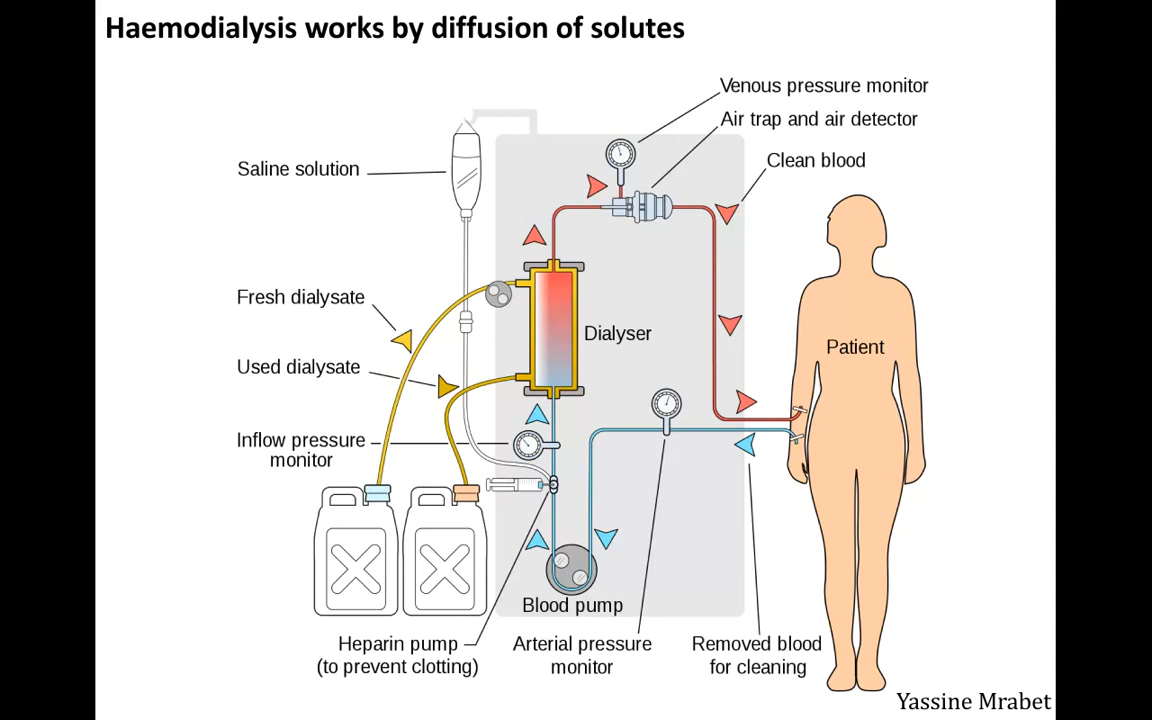 Haemodialysis works by diffusion of solutes
Venous pressure monitor
Air trap and air detector
Clean blood
Saline solution
Fresh dialysate
Dialyser
Patient
Used dialysate
Inflow pressure
monitor
Blood pump
Heparin pump
(to prevent clotting)
Arterial pressure
monitor
Removed blood
for cleaning
Yassine Mrabet